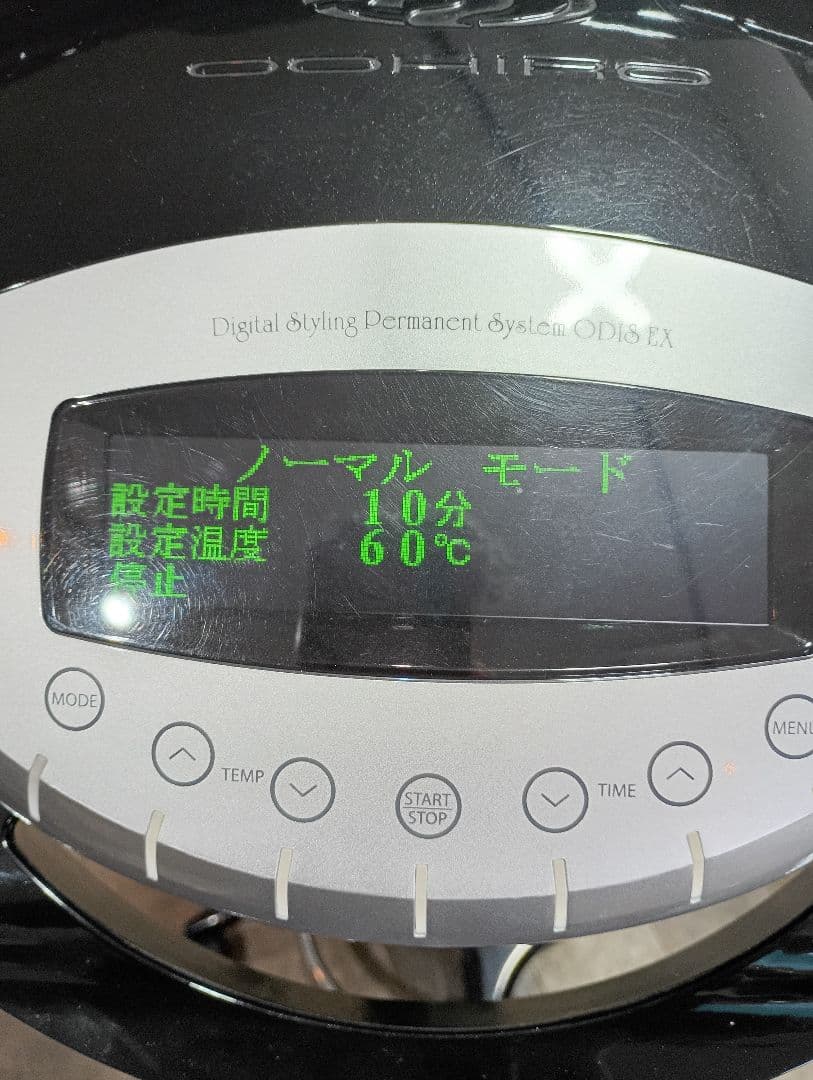 OOHIRO
Digital Styling Permanent System ODIS EX
ノーマル　モード
設定時間　10分
設定温度　60℃
停止
MODE
TEMP
START
STOP
TIME
MENU